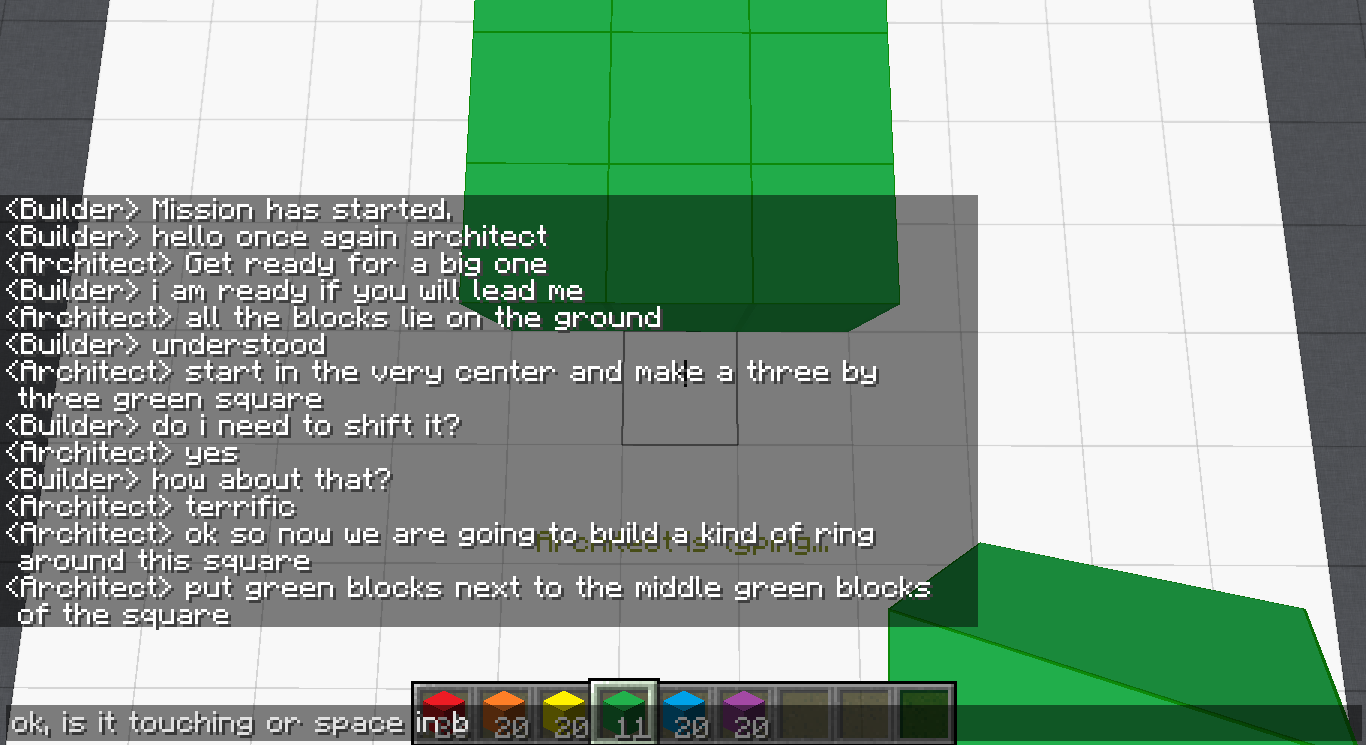 <Builder> Mission has started.
<Builder> hello once again architect
<Architect> Get ready for a big one
<Builder> i am ready if you will lead me
<Architect> all the blocks lie on the ground
<Builder> understood
<Architect> start in the very center and make a three by
three green square
<Builder> do i need to shift it?
<Architect> yes
<Builder> how about that?
<Architect> terrific
<Architect> ok so now we are going to build a kind of ring
around this square
Architect is typing...
<Architect> put green blocks next to the middle green blocks
of the square
20 20 20 11 20 20
ok, is it touching or space in b